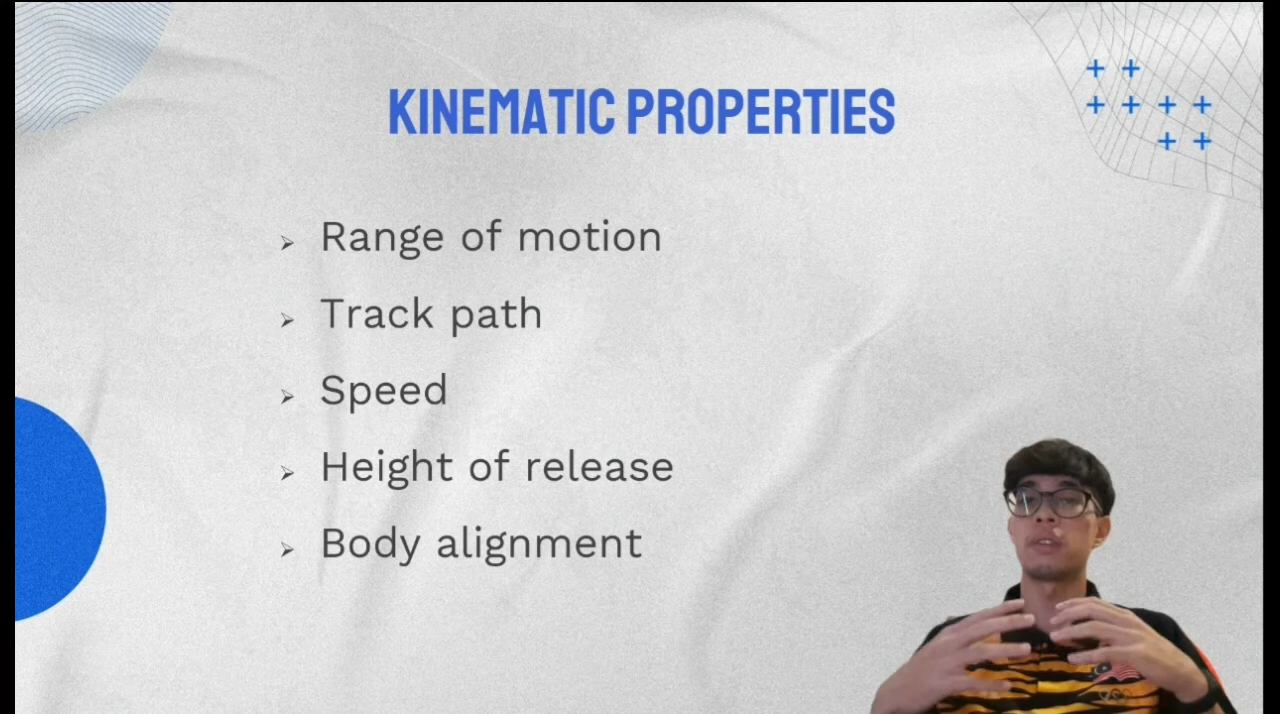 KINEMATIC PROPERTIES
Range of motion
Track path
Speed
Height of release
Body alignment